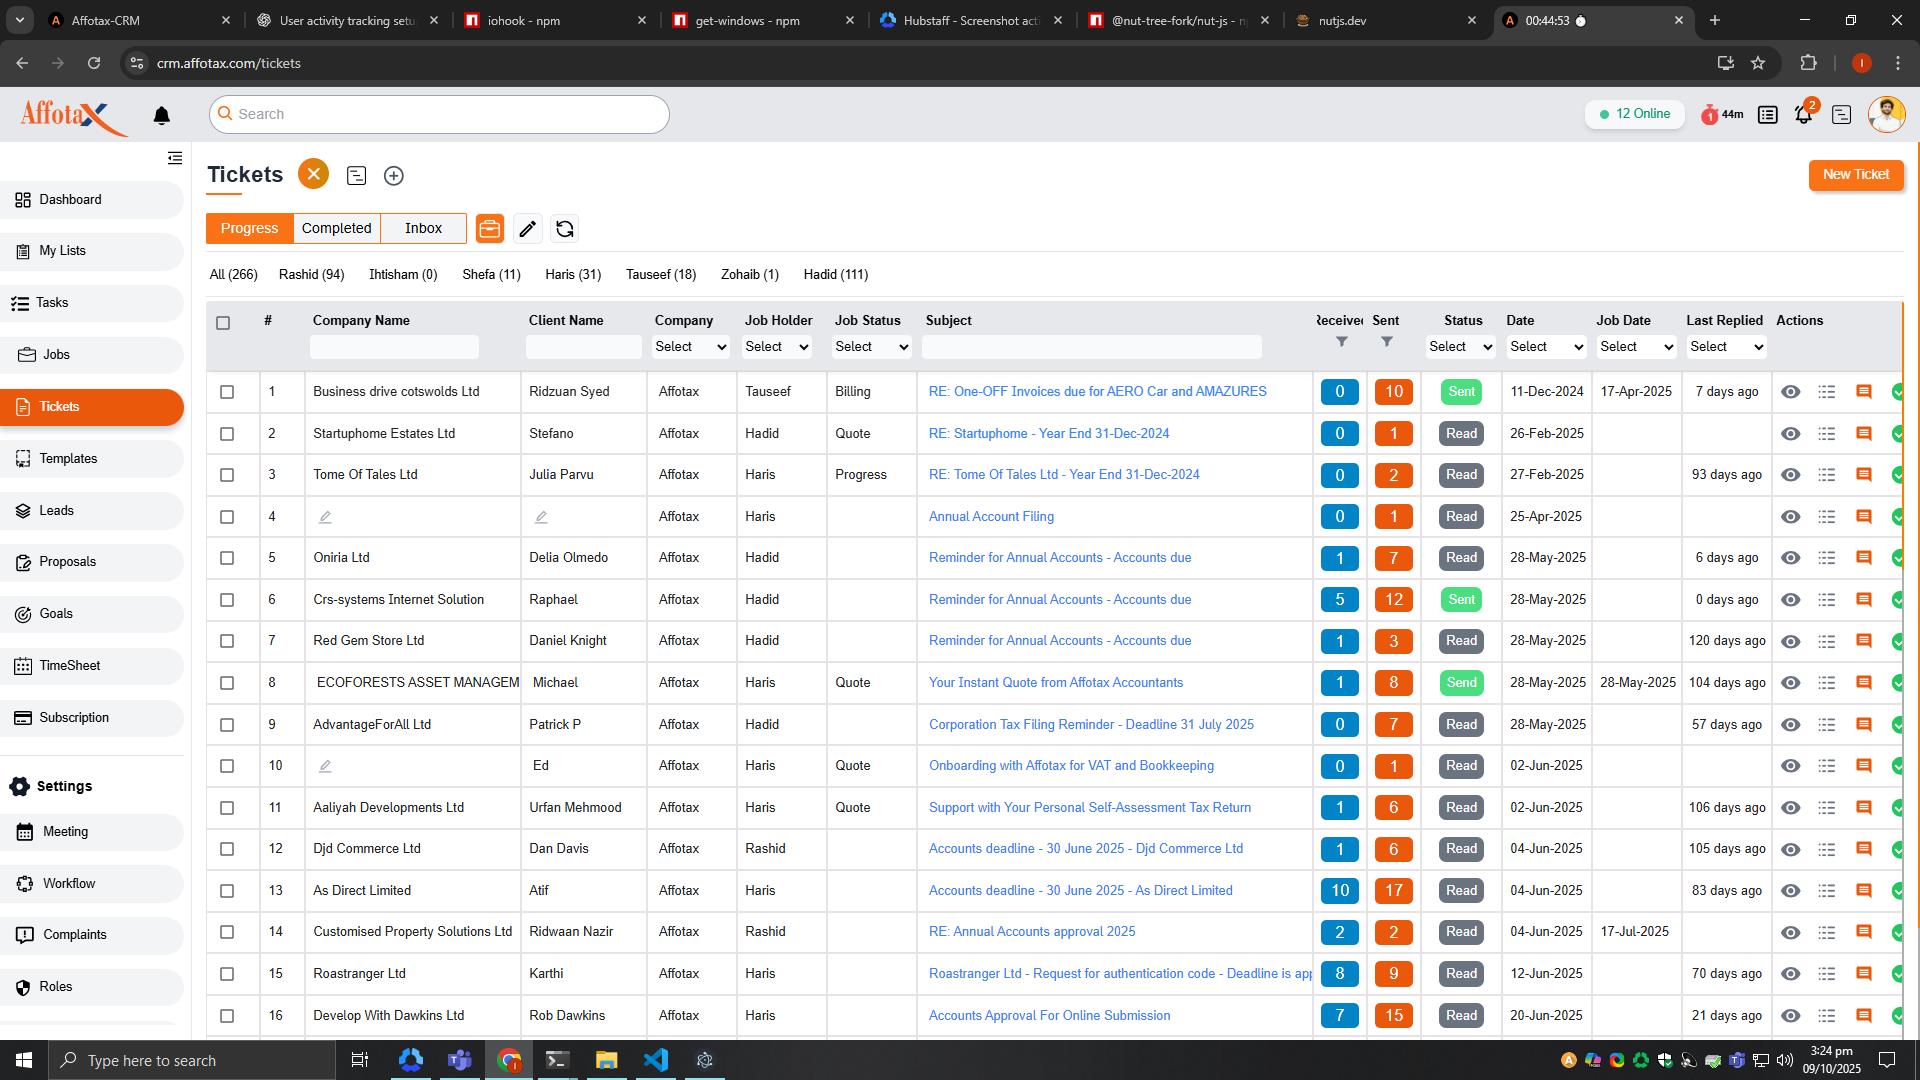 Affotax-CRM
User activity tracking setu
iohook - npm
get-windows - npm
Hubstaff - Screenshot acti
@nut-tree-fork/nut-js - n
nutjs.dev
00:44:53
crm.affotax.com/tickets
AffotaX
Search
12 Online
1 44m
2
Tickets
New Ticket
Progress Completed Inbox
All (266) Rashid (94) Ihtisham (0) Shefa (11) Haris (31) Tauseef (18) Zohaib (1) Hadid (111)
Dashboard
My Lists
Tasks
Jobs
Tickets
Templates
Leads
Proposals
Goals
TimeSheet
Subscription
Settings
Meeting
Workflow
Complaints
Roles
# Company Name Client Name Company Job Holder Job Status Subject Received Sent Status Date Job Date Last Replied Actions
Select Select Select Select Select Select Select
1 Business drive cotswolds Ltd Ridzuan Syed Affotax Tauseef Billing RE: One-OFF Invoices due for AERO Car and AMAZURES 0 10 Sent 11-Dec-2024 17-Apr-2025 7 days ago
2 Startuphome Estates Ltd Stefano Affotax Hadid Quote RE: Startuphome - Year End 31-Dec-2024 0 1 Read 26-Feb-2025
3 Tome Of Tales Ltd Julia Parvu Affotax Haris Progress RE: Tome Of Tales Ltd - Year End 31-Dec-2024 0 2 Read 27-Feb-2025 93 days ago
4 Affotax Haris Annual Account Filing 0 1 Read 25-Apr-2025
5 Oniria Ltd Delia Olmedo Affotax Hadid Reminder for Annual Accounts - Accounts due 1 7 Read 28-May-2025 6 days ago
6 Crs-systems Internet Solution Raphael Affotax Hadid Reminder for Annual Accounts - Accounts due 5 12 Sent 28-May-2025 0 days ago
7 Red Gem Store Ltd Daniel Knight Affotax Hadid Reminder for Annual Accounts - Accounts due 1 3 Read 28-May-2025 120 days ago
8 ECOFORESTS ASSET MANAGEM Michael Affotax Haris Quote Your Instant Quote from Affotax Accountants 1 8 Send 28-May-2025 28-May-2025 104 days ago
9 AdvantageForAll Ltd Patrick P Affotax Hadid Corporation Tax Filing Reminder - Deadline 31 July 2025 0 7 Read 28-May-2025 57 days ago
10 Ed Affotax Haris Quote Onboarding with Affotax for VAT and Bookkeeping 0 1 Read 02-Jun-2025
11 Aaliyah Developments Ltd Urfan Mehmood Affotax Haris Quote Support with Your Personal Self-Assessment Tax Return 1 6 Read 02-Jun-2025 106 days ago
12 Djd Commerce Ltd Dan Davis Affotax Rashid Accounts deadline - 30 June 2025 - Djd Commerce Ltd 1 6 Read 04-Jun-2025 105 days ago
13 As Direct Limited Atif Affotax Haris Accounts deadline - 30 June 2025 - As Direct Limited 10 17 Read 04-Jun-2025 83 days ago
14 Customised Property Solutions Ltd Ridwaan Nazir Affotax Rashid RE: Annual Accounts approval 2025 2 2 Read 04-Jun-2025 17-Jul-2025
15 Roastranger Ltd Karthi Affotax Haris Roastranger Ltd - Request for authentication code - Deadline is app 8 9 Read 12-Jun-2025 70 days ago
16 Develop With Dawkins Ltd Rob Dawkins Affotax Haris Accounts Approval For Online Submission 7 15 Read 20-Jun-2025 21 days ago
Type here to search
3:24 pm
09/10/2025